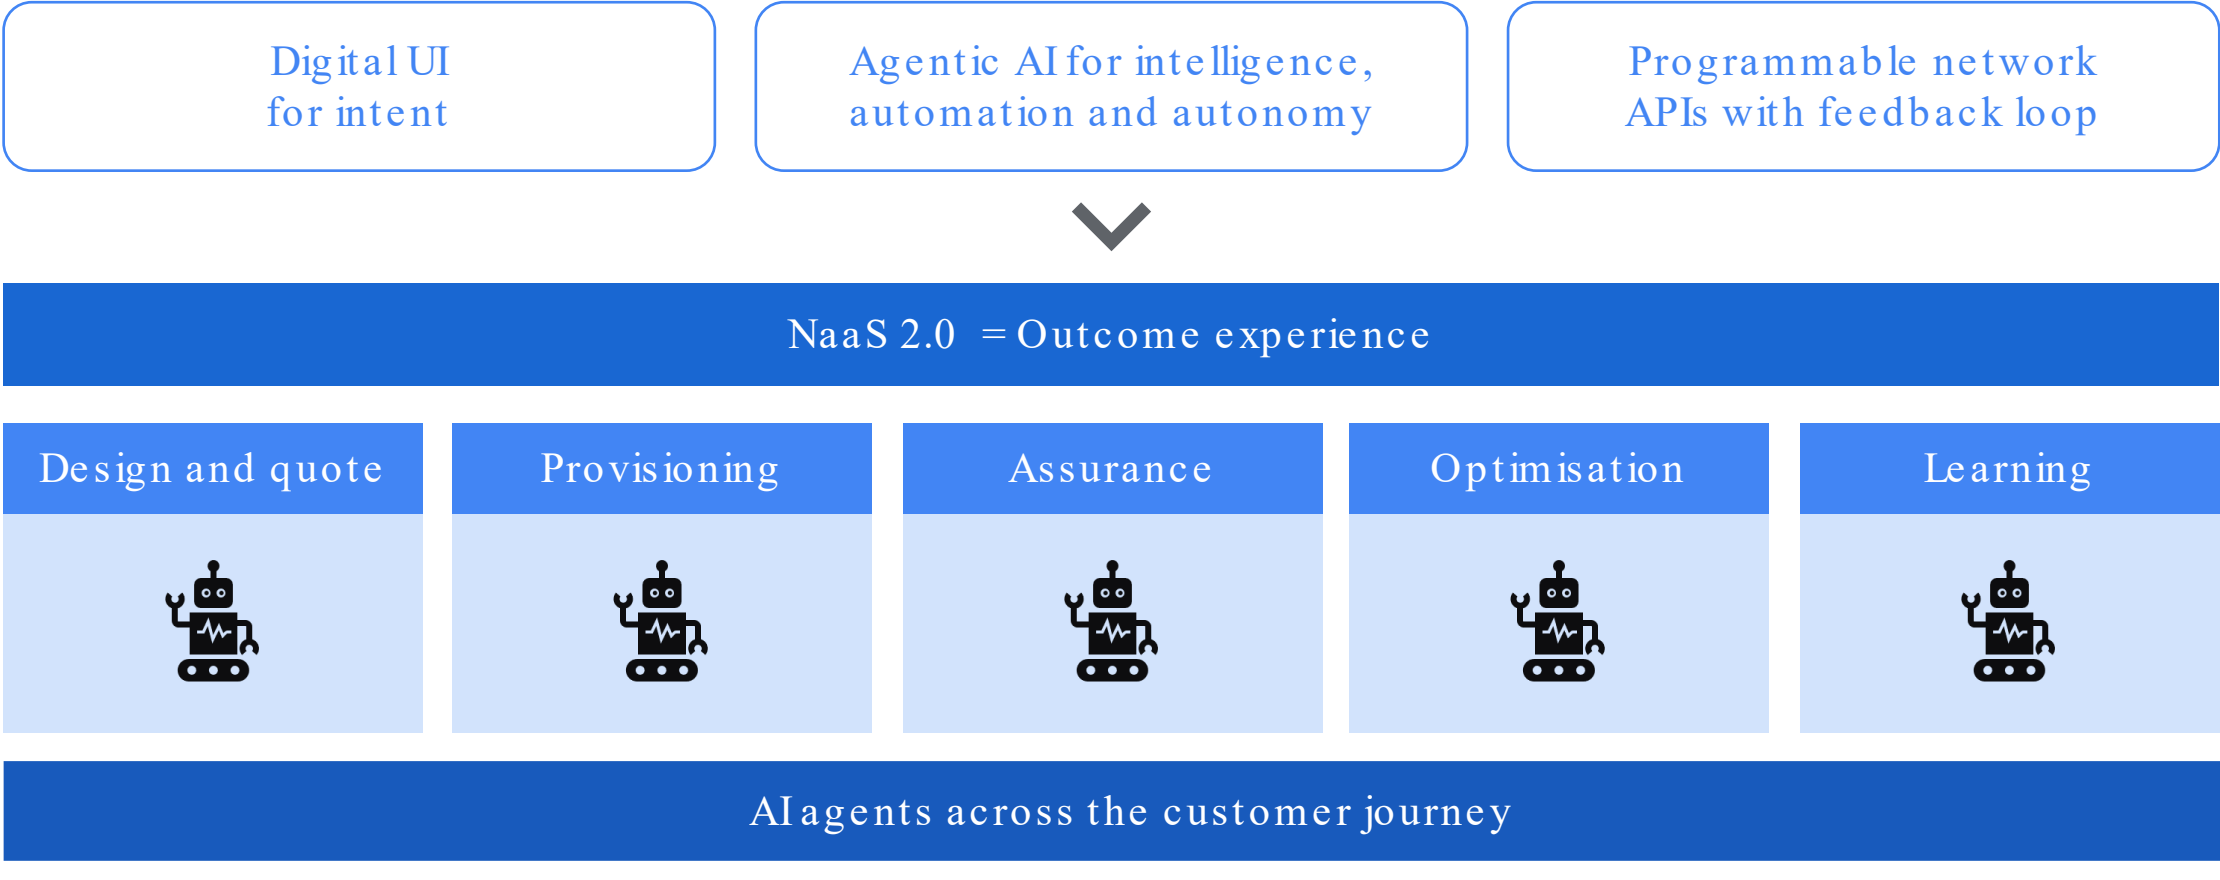 Digital UI
for intent
Agentic AI for intelligence,
automation and autonomy
Programmable network
APIs with feedback loop
NaaS 2.0 = Outcome experience
Design and quote
Provisioning
Assurance
Optimisation
Learning
AI agents across the customer journey